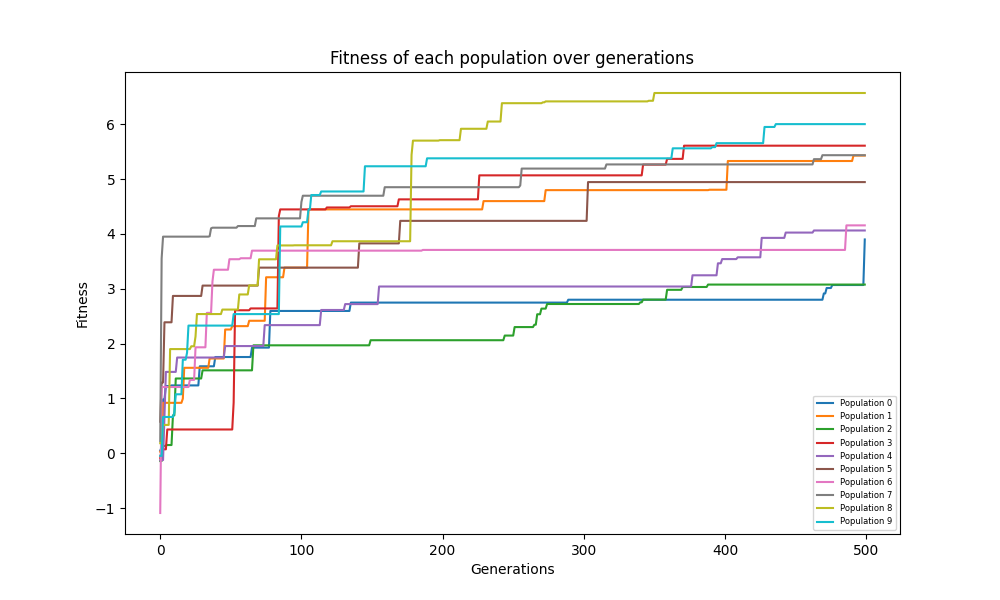 Fitness of each population over generations
Fitness
6
5
4
3
2
1
0
−1
0 100 200 300 400 500
Generations
Population 0
Population 1
Population 2
Population 3
Population 4
Population 5
Population 6
Population 7
Population 8
Population 9